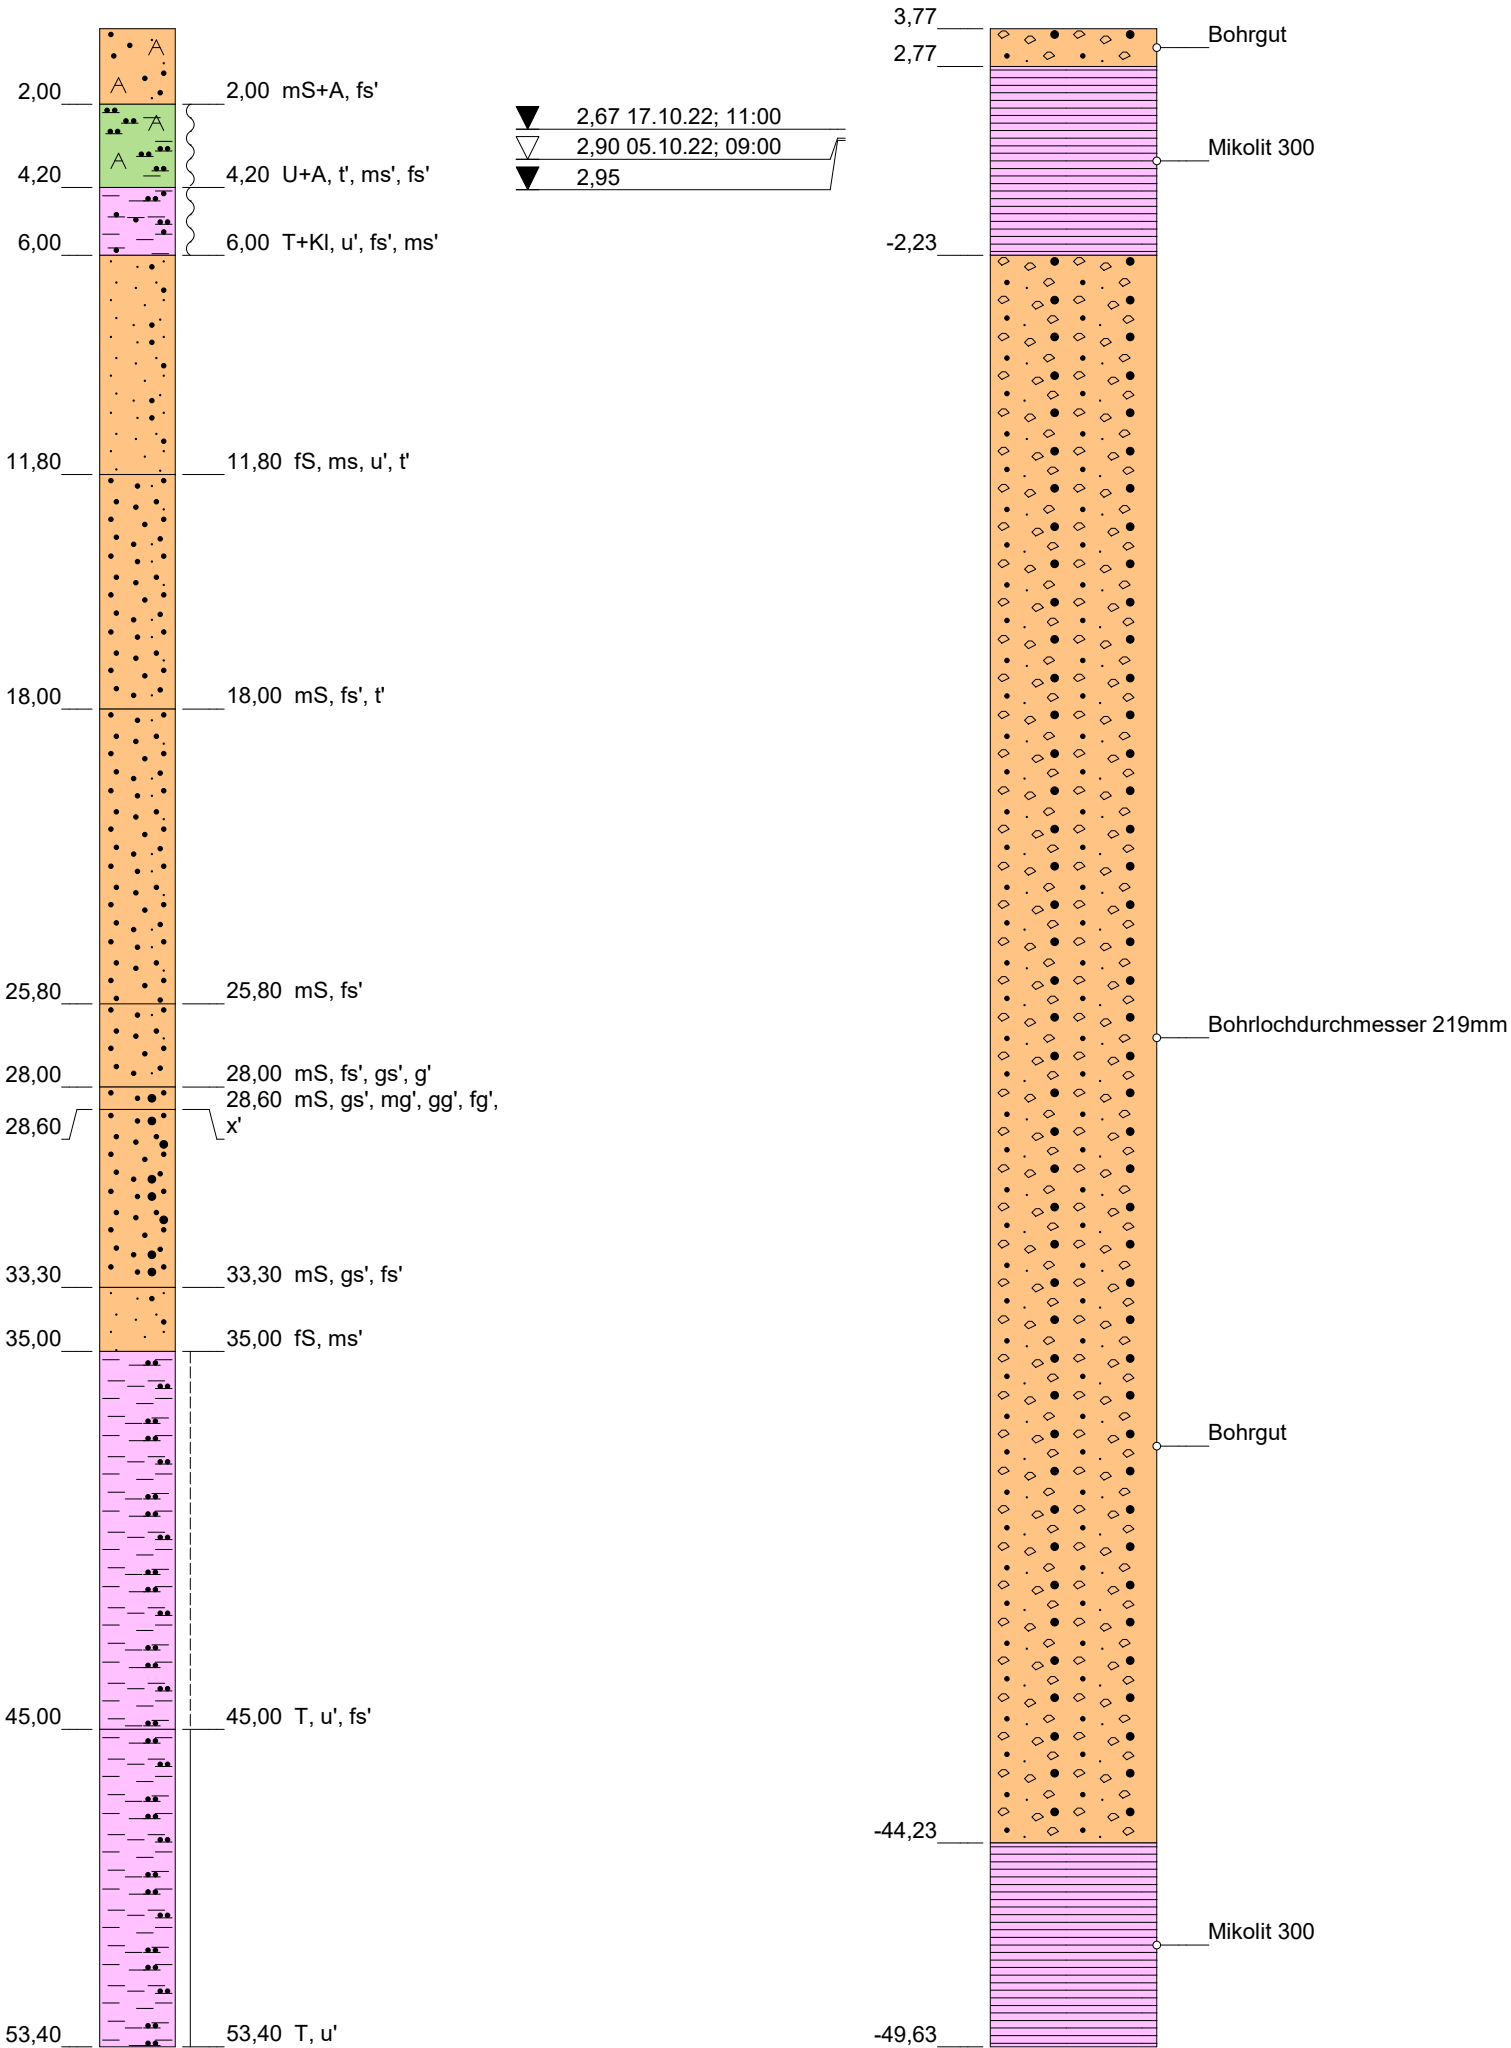 2,00
2,00 mS+A, fs'
4,20
4,20 U+A, t', ms', fs'
6,00
6,00 T+Kl, u', fs', ms'
11,80
11,80 fS, ms, u', t'
18,00
18,00 mS, fs', t'
25,80
25,80 mS, fs'
28,00
28,00 mS, fs', gs', g'
28,60
28,60 mS, gs', mg', gg', fg',
x'
33,30
33,30 mS, gs', fs'
35,00
35,00 fS, ms'
45,00
45,00 T, u', fs'
53,40
53,40 T, u'
2,67 17.10.22; 11:00
2,90 05.10.22; 09:00
2,95
3,77
Bohrgut
2,77
Mikolit 300
-2,23
Bohrlochdurchmesser 219mm
Bohrgut
-44,23
Mikolit 300
-49,63